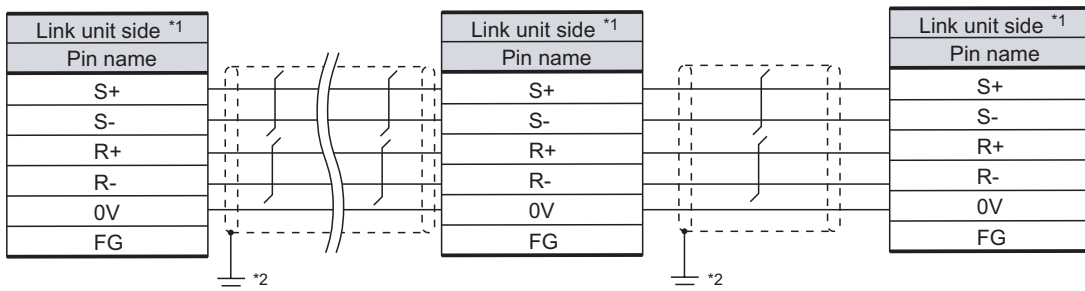 Link unit side *1
Pin name
S+
S-
R+
R-
0V
FG
*2
Link unit side *1
Pin name
S+
S-
R+
R-
0V
FG
*2
Link unit side *1
Pin name
S+
S-
R+
R-
0V
FG